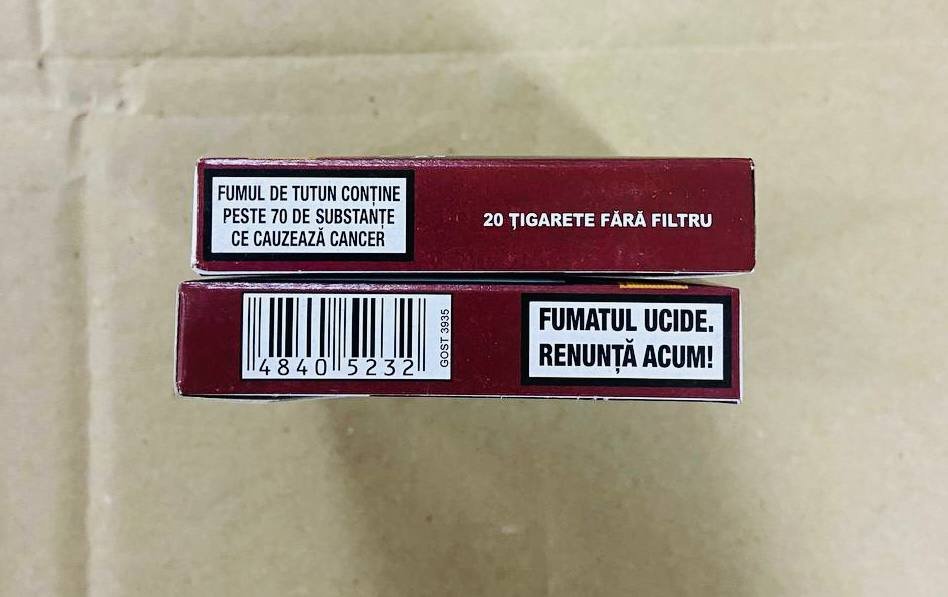 FUMUL DE TUTUN CONȚINE
PESTE 70 DE SUBSTANȚE
CE CAUZEAZĂ CANCER
20 ȚIGARETE FĂRĂ FILTRU
4840 5232
GOST 3935
FUMATUL UCIDE.
RENUNȚĂ ACUM!